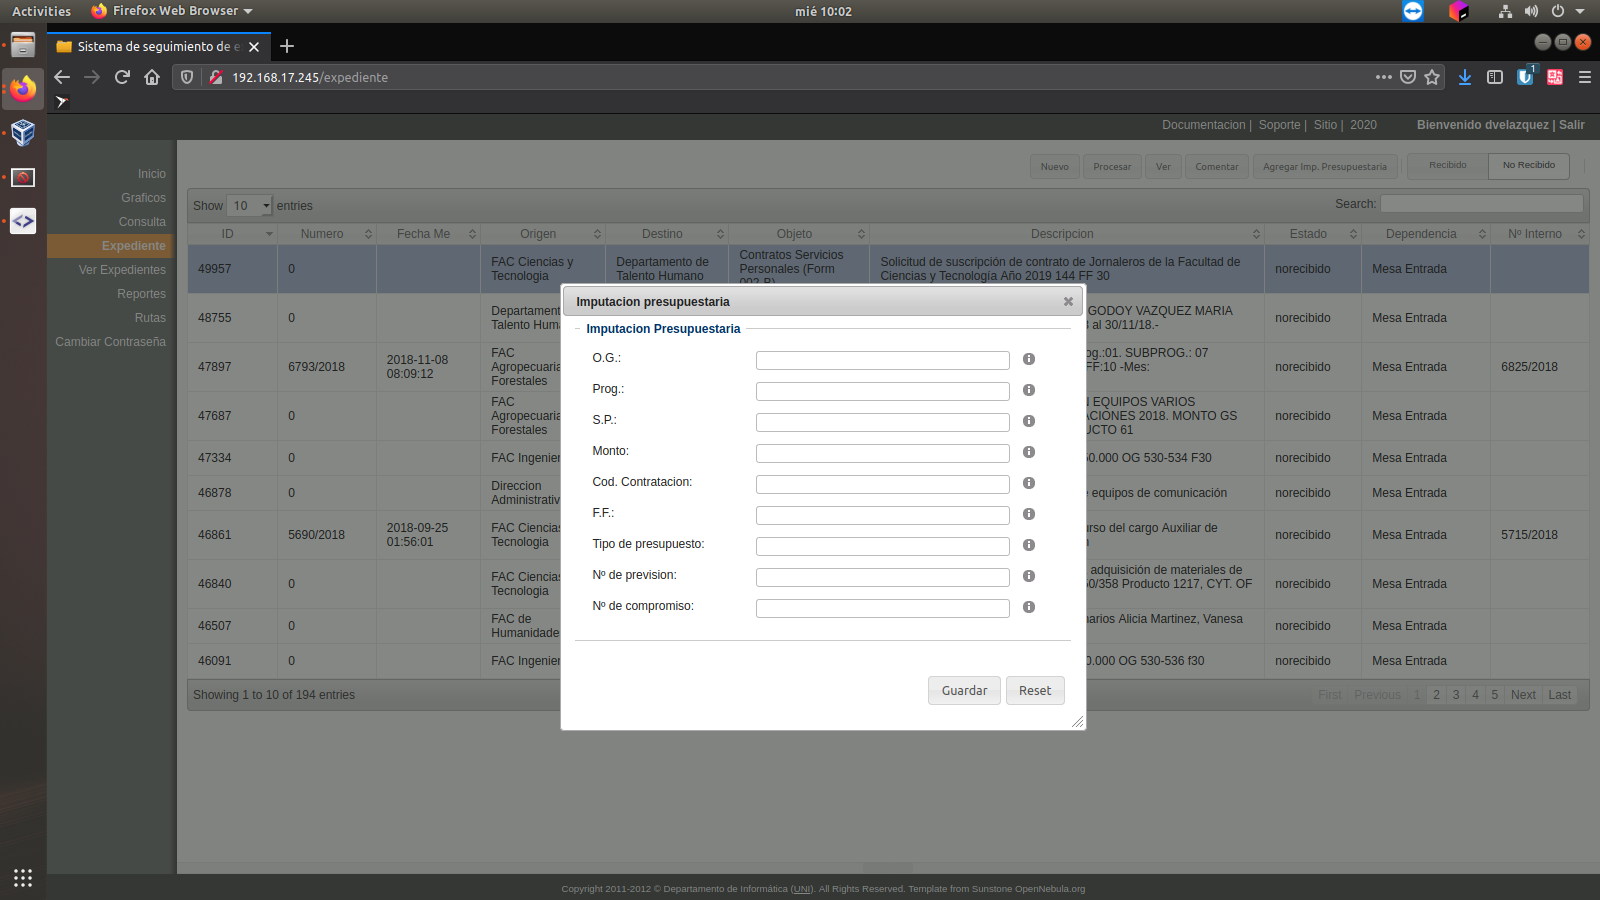 Activities Firefox Web Browser mié 10:02
Sistema de seguimiento de e
192.168.17.245/expediente
1
Documentacion | Soporte | Sitio | 2020 Bienvenido dvelazquez | Salir
Inicio
Graficos
Consulta
Expediente
Ver Expedientes
Reportes
Rutas
Cambiar Contraseña
Nuevo Procesar Ver Comentar Agregar Imp. Presupuestaria Recibido No Recibido
Show 10 entries Search:
ID Numero Fecha Me Origen Destino Objeto Descripcion Estado Dependencia Nº Interno
49957 0 FAC Ciencias y Tecnologia Departamento de Talento Humano Contratos Servicios Personales (Form 002-B) Solicitud de suscripción de contrato de Jornaleros de la Facultad de Ciencias y Tecnología Año 2019 144 FF 30 norecibido Mesa Entrada
48755 0 Departament Talento Huma GODOY VAZQUEZ MARIA al 30/11/18.- norecibido Mesa Entrada
47897 6793/2018 2018-11-08 08:09:12 FAC Agropecuaria Forestales og.:01. SUBPROG.: 07 FF:10 -Mes: norecibido Mesa Entrada 6825/2018
47687 0 FAC Agropecuaria Forestales EQUIPOS VARIOS ACIONES 2018. MONTO GS UCTO 61 norecibido Mesa Entrada
47334 0 FAC Ingenier 0.000 OG 530-534 F30 norecibido Mesa Entrada
46878 0 Direccion Administrativ equipos de comunicación norecibido Mesa Entrada
46861 5690/2018 2018-09-25 01:56:01 FAC Ciencias Tecnologia urso del cargo Auxiliar de norecibido Mesa Entrada 5715/2018
46840 0 FAC Ciencias Tecnologia adquisición de materiales de 50/358 Producto 1217, CYT. OF norecibido Mesa Entrada
46507 0 FAC de Humanidades narios Alicia Martinez, Vanesa norecibido Mesa Entrada
46091 0 FAC Ingenier 0.000 OG 530-536 f30 norecibido Mesa Entrada
Showing 1 to 10 of 194 entries First Previous 1 2 3 4 5 Next Last
Imputacion presupuestaria
Imputacion Presupuestaria
O.G.:
Prog.:
S.P.:
Monto:
Cod. Contratacion:
F.F.:
Tipo de presupuesto:
Nº de prevision:
Nº de compromiso:
Guardar Reset
Copyright 2011-2012 © Departamento de Informática (UNI). All Rights Reserved. Template from Sunstone OpenNebula.org